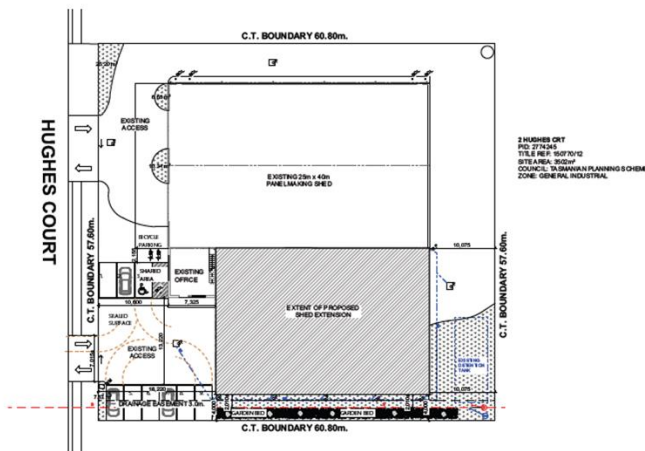 C.T. BOUNDARY 60.80m.
HUGHES COURT
EXISTING
ACCESS
EXISTING 25m x 40m
PANELMAKING SHED
2 HUGHES CRT
PID: 2774245
TITLE REF: 150770/12
SITE AREA: 3502m²
COUNCIL: TASMANIAN PLANNING SCHEME
ZONE: GENERAL INDUSTRIAL
C.T. BOUNDARY 57.60m.
BICYCLE
PARKING
SHARED
AREA
EXISTING
OFFICE
10,600
7,325
10,075
C.T. BOUNDARY 57.60m.
EXTENT OF PROPOSED
SHED EXTENSION
SEALED
SURFACE
EXISTING
ACCESS
EXISTING
DETENTION
TANK
10,075
DRAINAGE EASEMENT 3.0m.
GARDEN BED
GARDEN BED
C.T. BOUNDARY 60.80m.